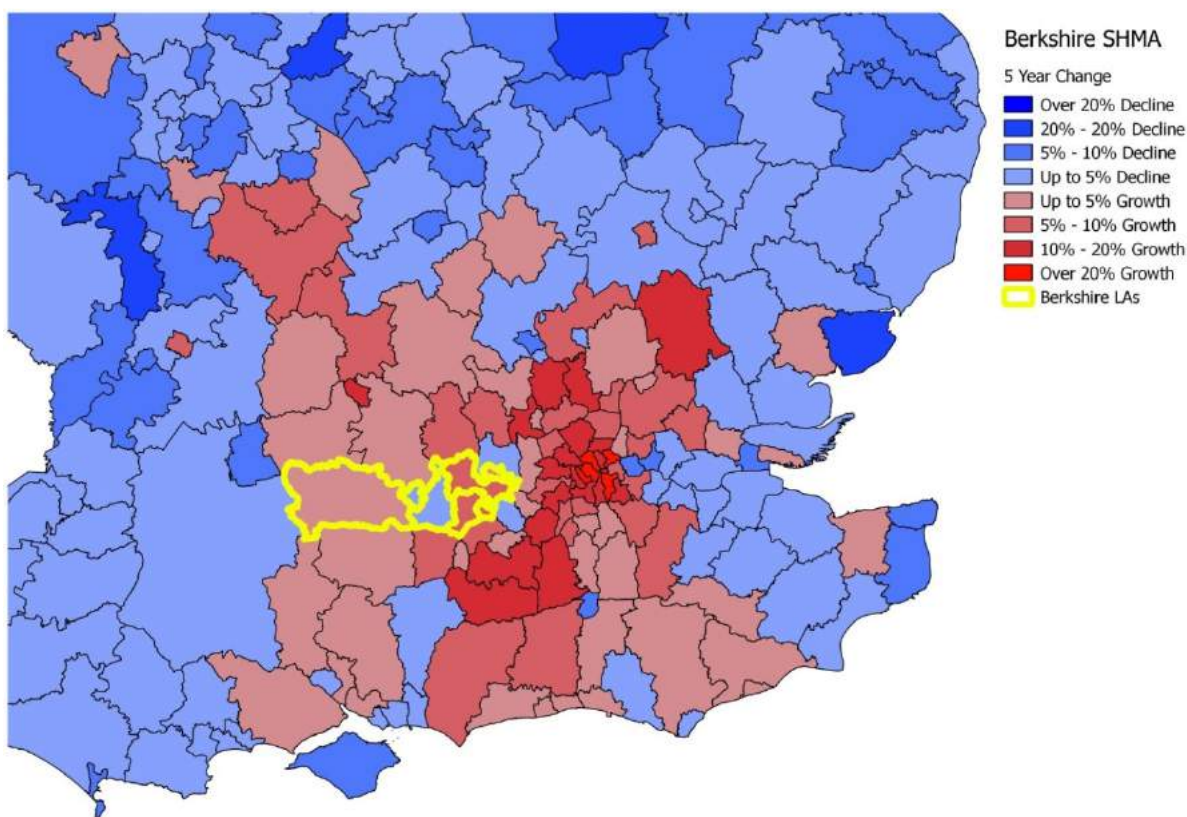 Berkshire SHMA
5 Year Change
Over 20% Decline
20% - 20% Decline
5% - 10% Decline
Up to 5% Decline
Up to 5% Growth
5% - 10% Growth
10% - 20% Growth
Over 20% Growth
Berkshire LAs